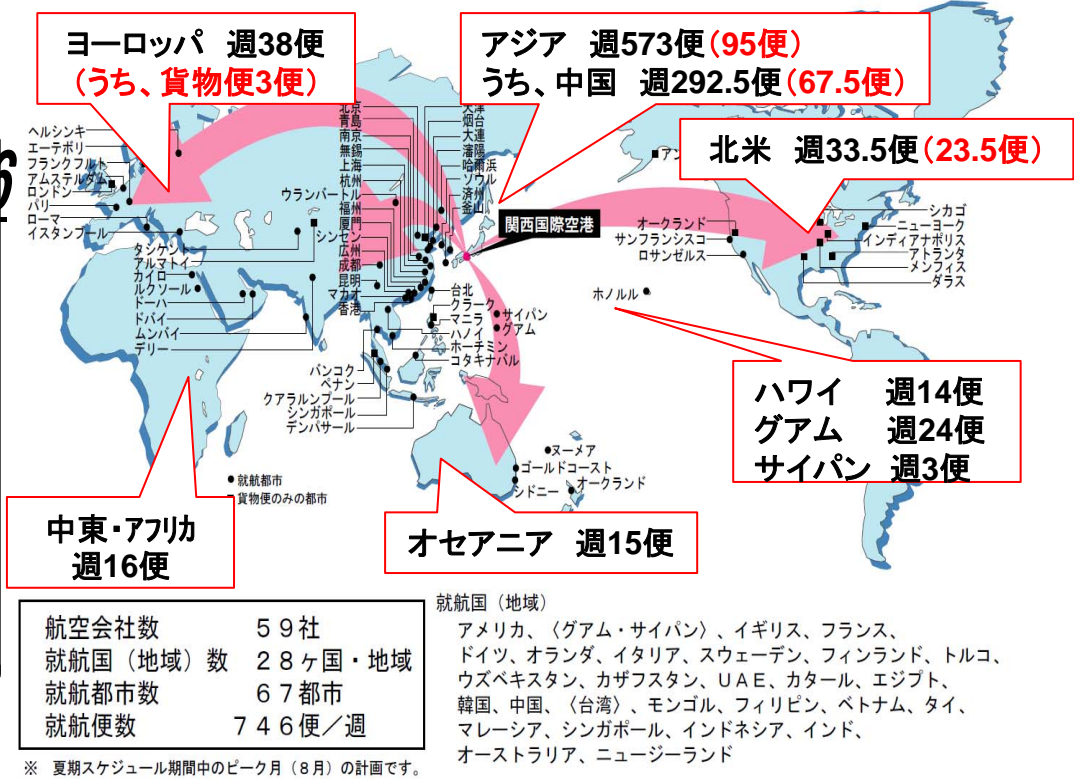 ヨーロッパ 週38便
（うち、貨物便3便）
アジア 週573便（95便）
うち、中国 週292.5便（67.5便）
北米 週33.5便（23.5便）
ヘルシンキ
エーテボリ
フランクフルト
アムステルダム
ロンドン
パリ
ローマ
イスタンブール
タシケント
アルマトイ
カイロ
ルクソール
ドーハ
ドバイ
ムンバイ
デリー
北京
青島
南京
無錫
上海
杭州
ウランバートル
福州
厦門
シンセン
広州
成都
昆明
マカオ
香港
天津
烟台
大連
瀋陽
哈爾浜
ソウル
済州
釜山
関西国際空港
台北
クラーク
マニラ
サイパン
グアム
ハノイ
ホーチミン
コタキナバル
バンコク
ペナン
クアラルンプール
シンガポール
デンパサール
アン
オークランド
サンフランシスコ
ロサンゼルス
シカゴ
ニューヨーク
インディアナポリス
アトランタ
メンフィス
ダラス
ホノルル
ハワイ 週14便
グアム 週24便
サイパン 週3便
ヌーメア
ゴールドコースト
オークランド
シドニー
● 就航都市
■ 貨物便のみの都市
中東・アフリカ
週16便
オセアニア 週15便
航空会社数 ５９社
就航国（地域）数 ２８ヶ国・地域
就航都市数 ６７都市
就航便数 ７４６便／週
※ 夏期スケジュール期間中のピーク月（８月）の計画です。
就航国（地域）
アメリカ、〈グアム・サイパン〉、イギリス、フランス、
ドイツ、オランダ、イタリア、スウェーデン、フィンランド、トルコ、
ウズベキスタン、カザフスタン、ＵＡＥ、カタール、エジプト、
韓国、中国、〈台湾〉、モンゴル、フィリピン、ベトナム、タイ、
マレーシア、シンガポール、インドネシア、インド、
オーストラリア、ニュージーランド